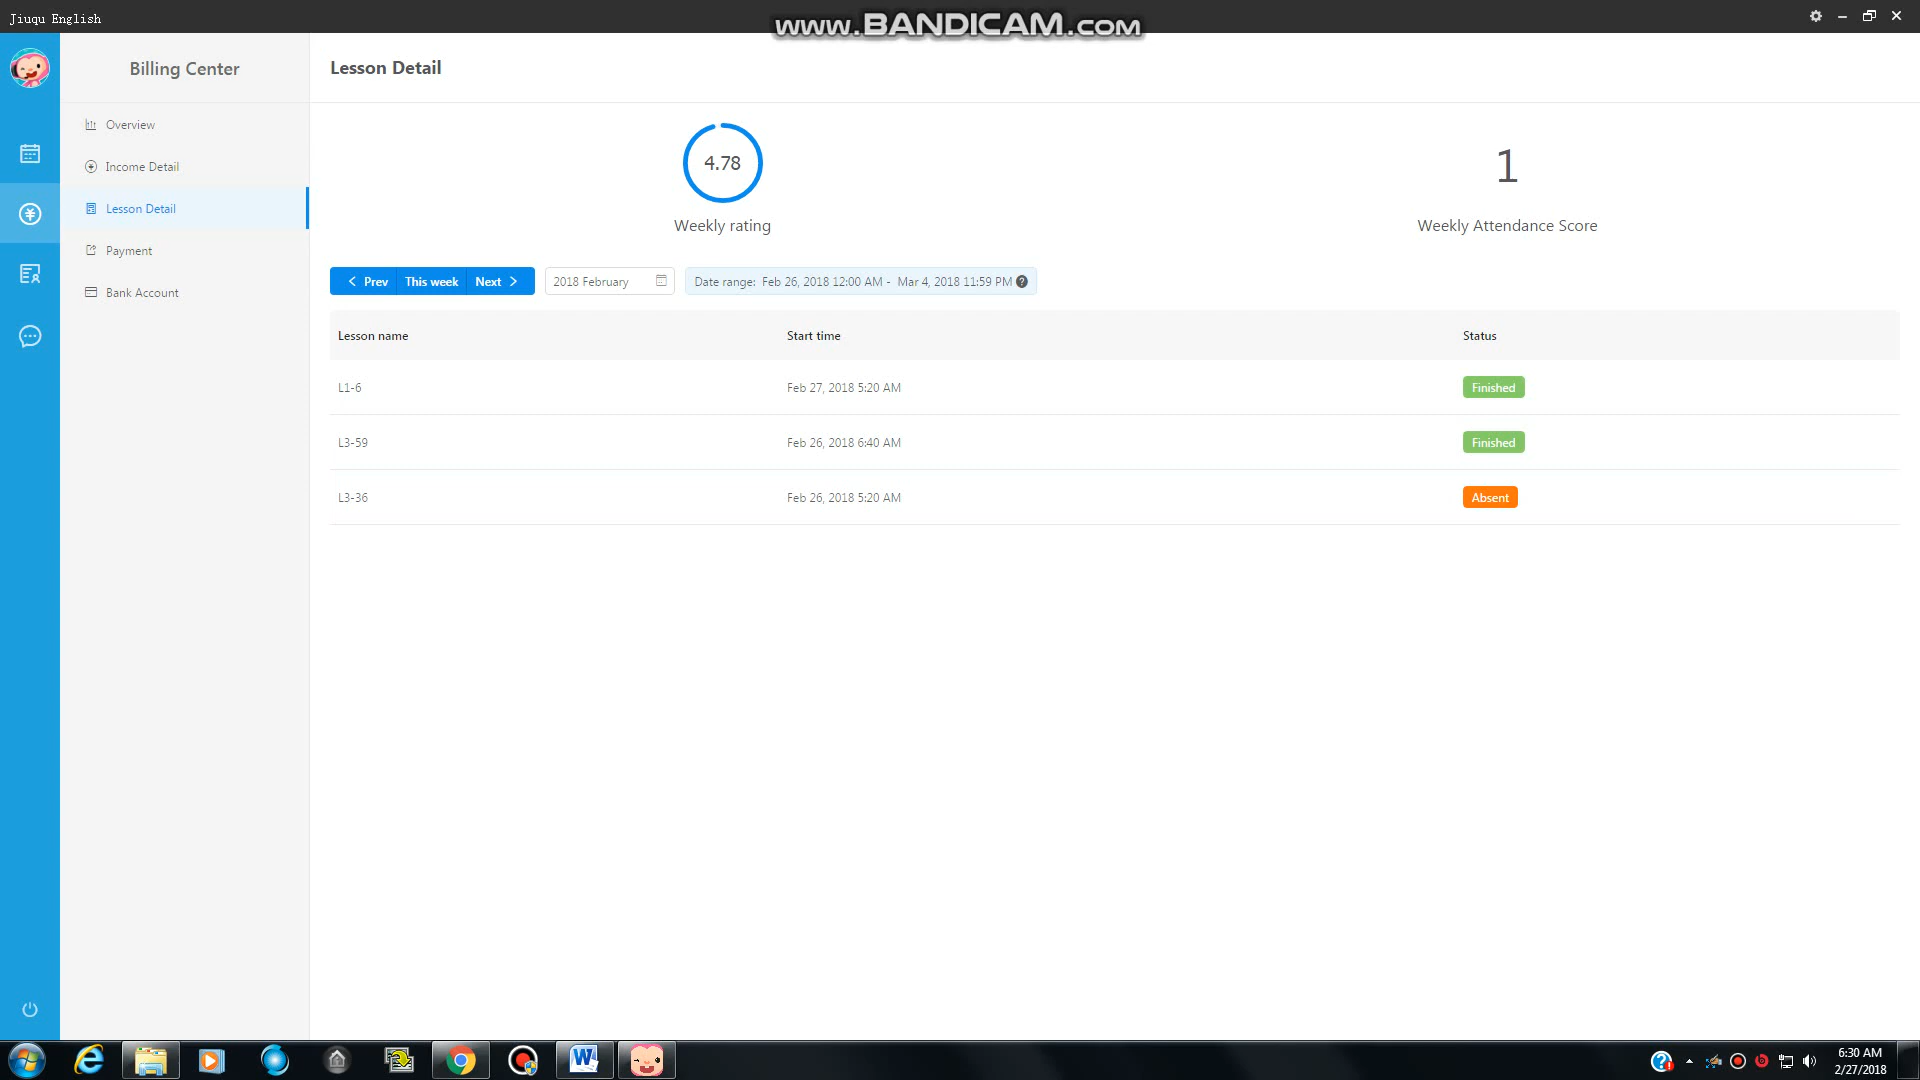 Jiuqu English
www.BANDICAM.com
Billing Center
Lesson Detail
Overview
Income Detail
Lesson Detail
Payment
Bank Account
4.78
Weekly rating
1
Weekly Attendance Score
Prev This week Next
2018 February
Date range: Feb 26, 2018 12:00 AM - Mar 4, 2018 11:59 PM
Lesson name Start time Status
L1-6 Feb 27, 2018 5:20 AM Finished
L3-59 Feb 26, 2018 6:40 AM Finished
L3-36 Feb 26, 2018 5:20 AM Absent
6:30 AM
2/27/2018